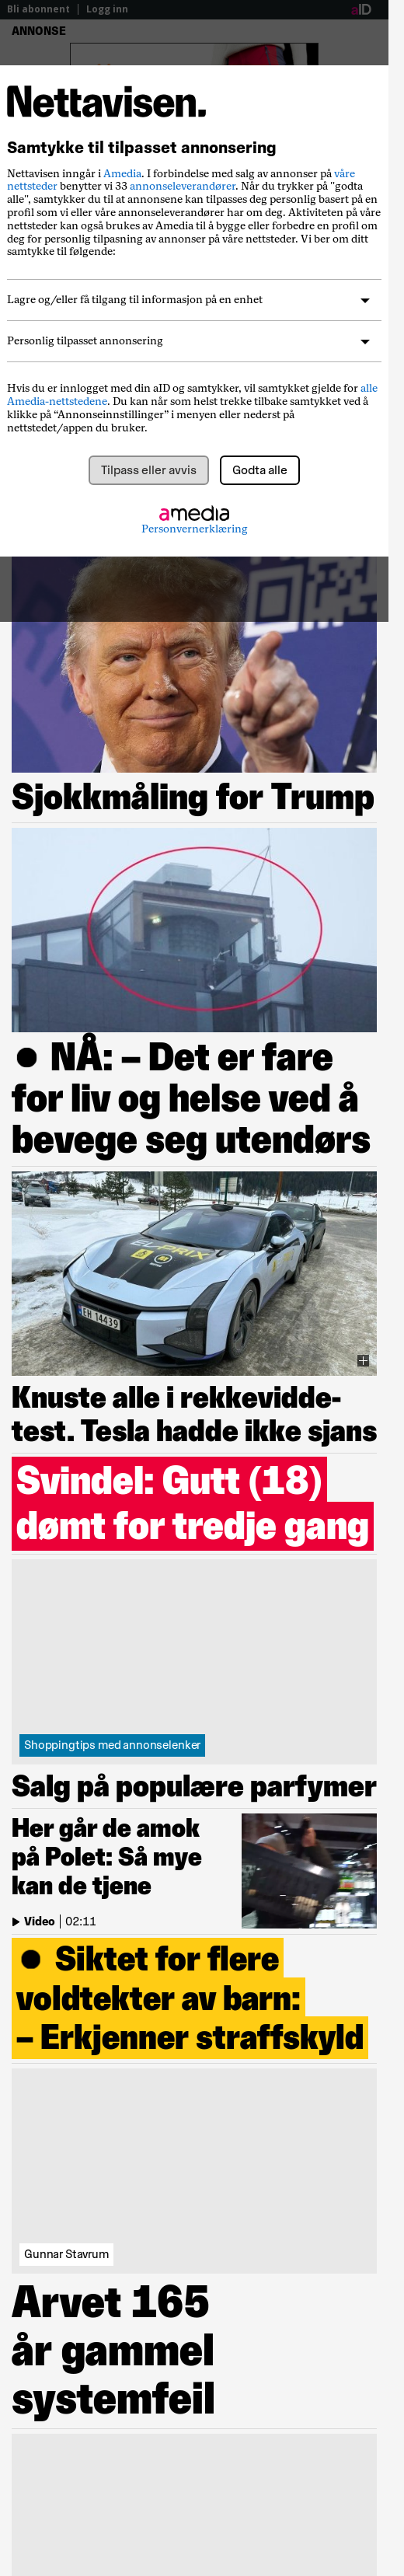 Bli abonnent | Logg inn
aID
ANNONSE
Nettavisen.
Samtykke til tilpasset annonsering
Nettavisen inngår i Amedia. I forbindelse med salg av annonser på våre
nettsteder benytter vi 33 annonseleverandører. Når du trykker på "godta
alle", samtykker du til at annonsene kan tilpasses deg personlig basert på en
profil som vi eller våre annonseleverandører har om deg. Aktiviteten på våre
nettsteder kan også brukes av Amedia til å bygge eller forbedre en profil om
deg for personlig tilpasning av annonser på våre nettsteder. Vi ber om ditt
samtykke til følgende:
Lagre og/eller få tilgang til informasjon på en enhet
Personlig tilpasset annonsering
Hvis du er innlogget med din aID og samtykker, vil samtykket gjelde for alle
Amedia-nettstedene. Du kan når som helst trekke tilbake samtykket ved å
klikke på “Annonseinnstillinger” i menyen eller nederst på
nettstedet/appen du bruker.
Tilpass eller avvis
Godta alle
amedia
Personvernerklæring
Sjokkmåling for Trump
NÅ: – Det er fare
for liv og helse ved å
bevege seg utendørs
ELPRIX
EH 14439
Knuste alle i rekkevidde-
test. Tesla hadde ikke sjans
Svindel: Gutt (18)
dømt for tredje gang
Shoppingtips med annonselenker
Salg på populære parfymer
Her går de amok
på Polet: Så mye
kan de tjene
Video | 02:11
Siktet for flere
voldtekter av barn:
– Erkjenner straffskyld
Gunnar Stavrum
Arvet 165
år gammel
systemfeil